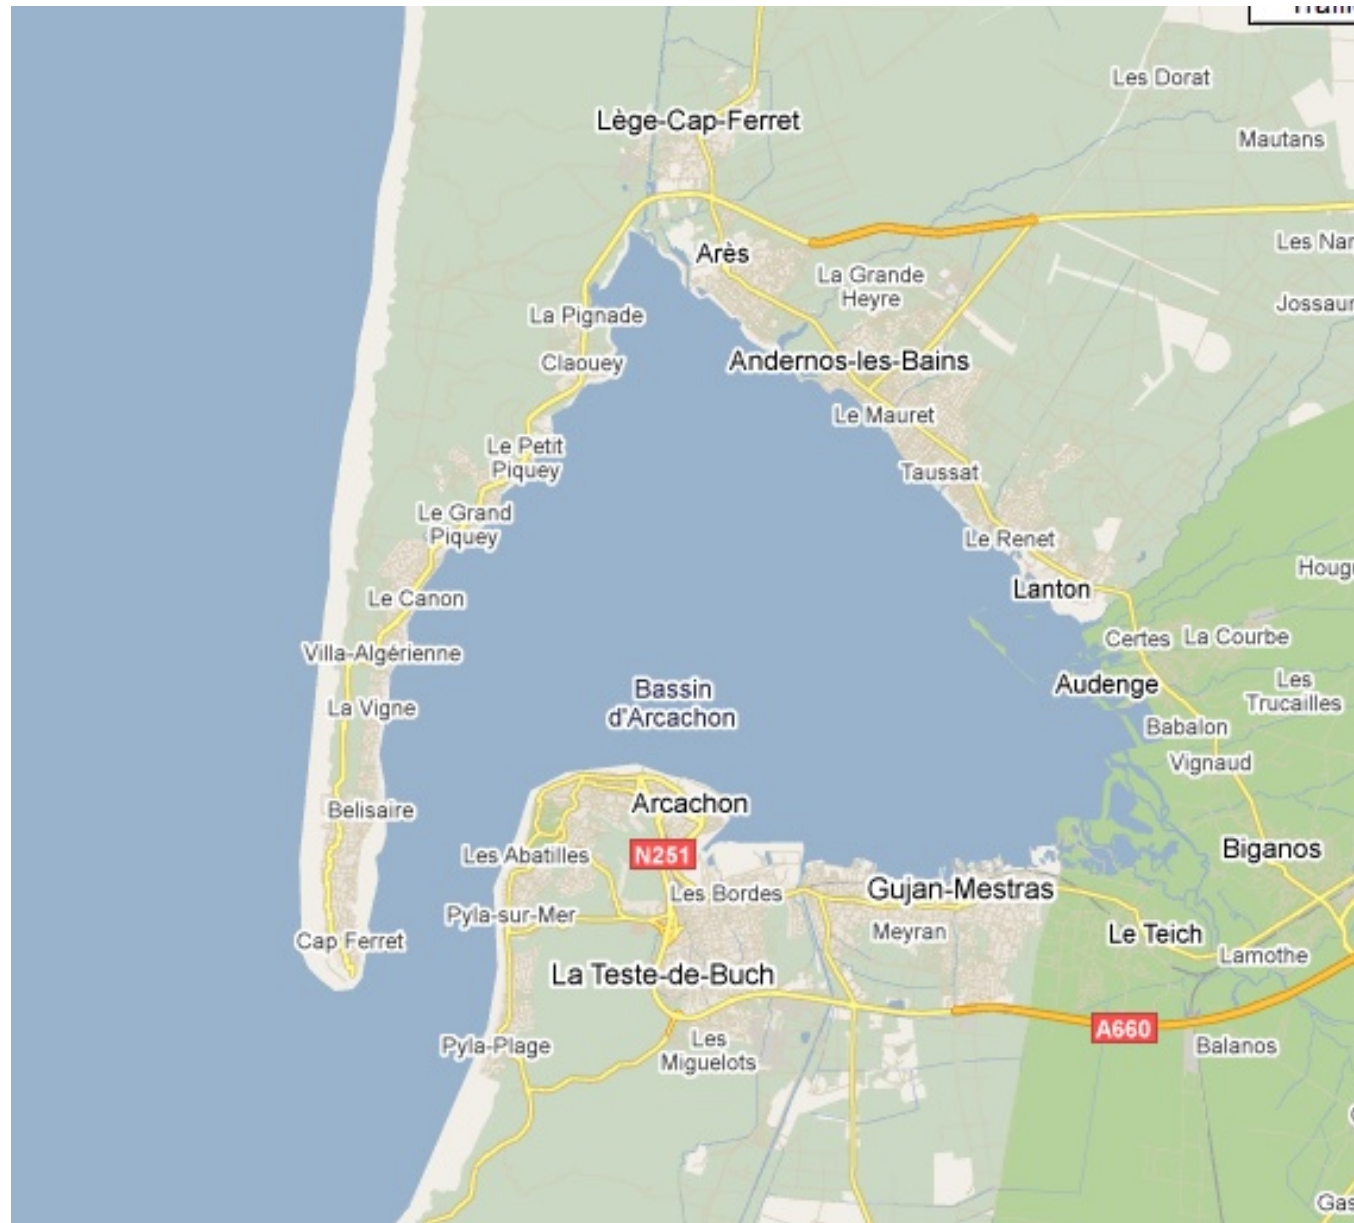 Les Dorat
Lège-Cap-Ferret
Mautans
Arès
La Grande
Heyre
La Pignade
Claouey
Andernos-les-Bains
Le Mauret
Le Petit
Piquey
Taussat
Le Grand
Piquey
Le Renet
Le Canon
Lanton
Certes
La Courbe
Villa-Algérienne
Audenge
Les
Trucailles
Bassin
d'Arcachon
La Vigne
Babalon
Vignaud
Arcachon
Belisaire
Biganos
Les Abatilles
N251
Gujan-Mestras
Les Bordes
Pyla-sur-Mer
Meyran
Le Teich
Cap Ferret
Lamothe
La Teste-de-Buch
A660
Les
Miguelots
Pyla-Plage
Balanos